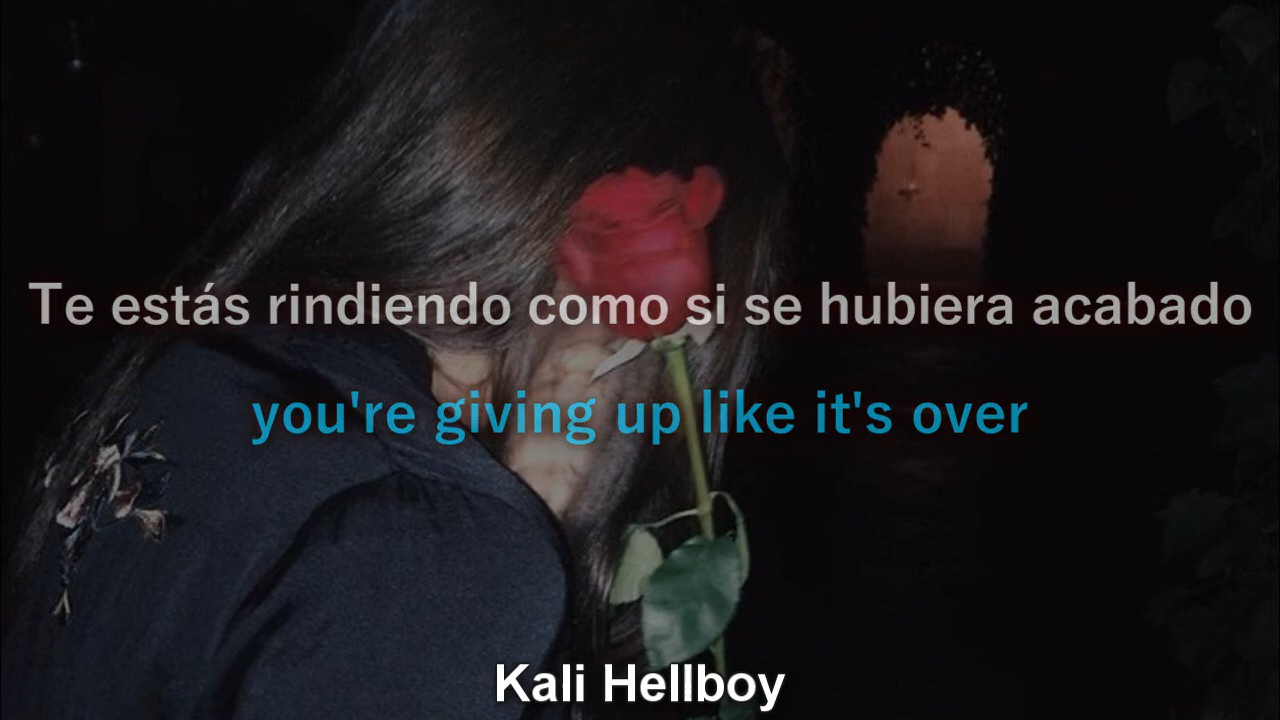 Te estás rindiendo como si se hubiera acabado
you're giving up like it's over
Kali Hellboy